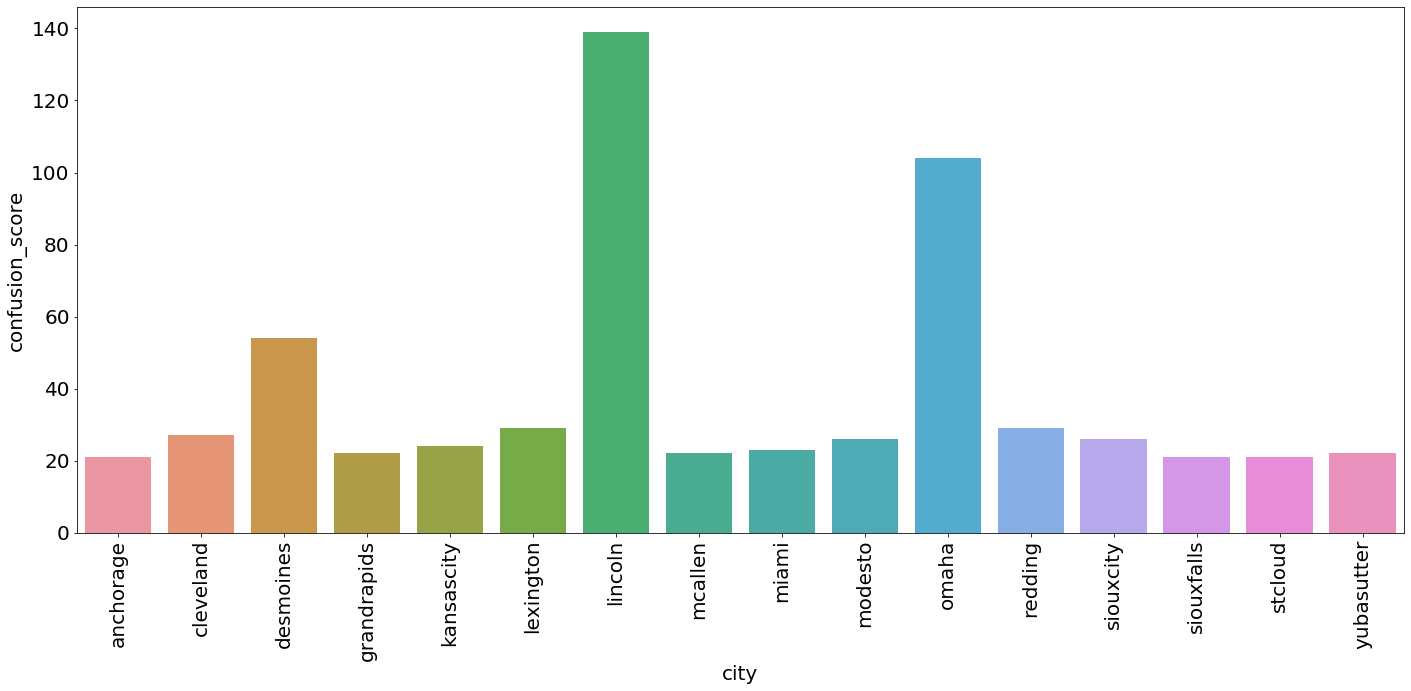 confusion_score
140
120
100
80
60
40
20
0
anchorage
cleveland
desmoines
grandrapids
kansascity
lexington
lincoln
mcallen
miami
modesto
omaha
redding
siouxcity
siouxfalls
stcloud
yubasutter
city